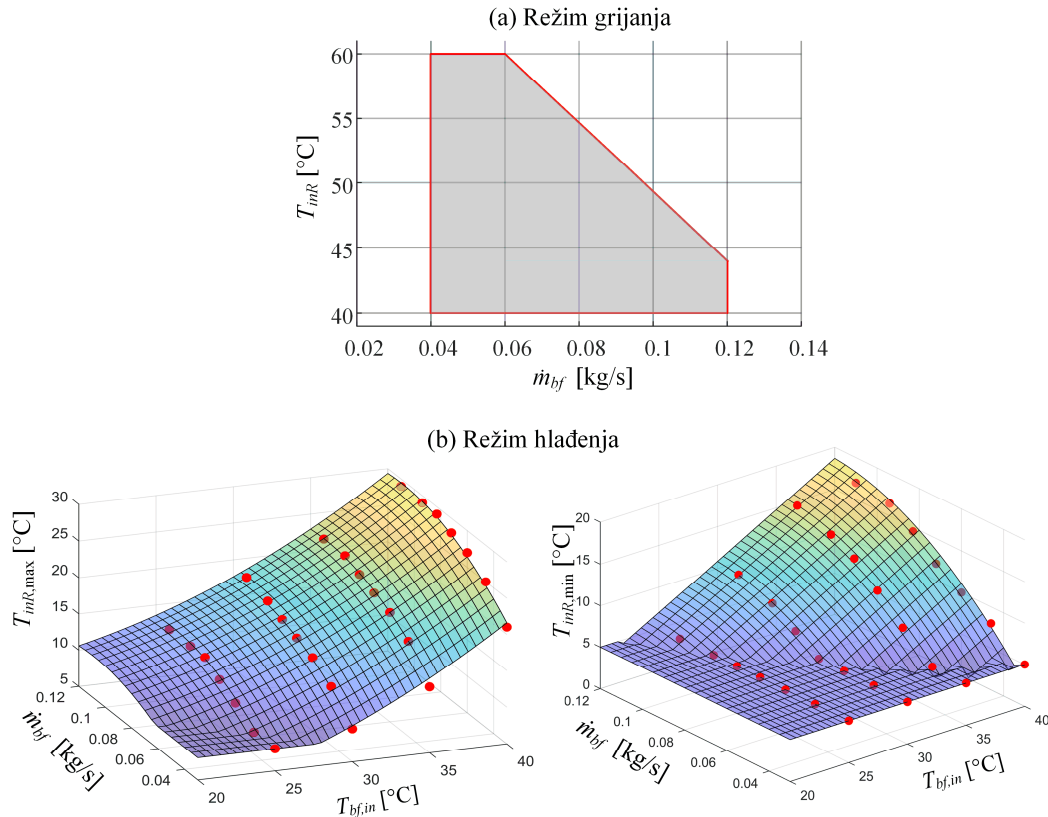 (a) Režim grijanja
60
55
50
45
40
T_inR [°C]
0.02 0.04 0.06 0.08 0.1 0.12 0.14
ṁ_bf [kg/s]
(b) Režim hlađenja
30
25
20
15
10
5
T_inR,max [°C]
0.12
0.1
0.08
0.06
0.04
ṁ_bf [kg/s]
20 25 30 35 40
T_bf,in [°C]
20
15
10
5
0
T_inR,min [°C]
0.12
0.1
0.08
0.06
0.04
ṁ_bf [kg/s]
20 25 30 35 40
T_bf,in [°C]